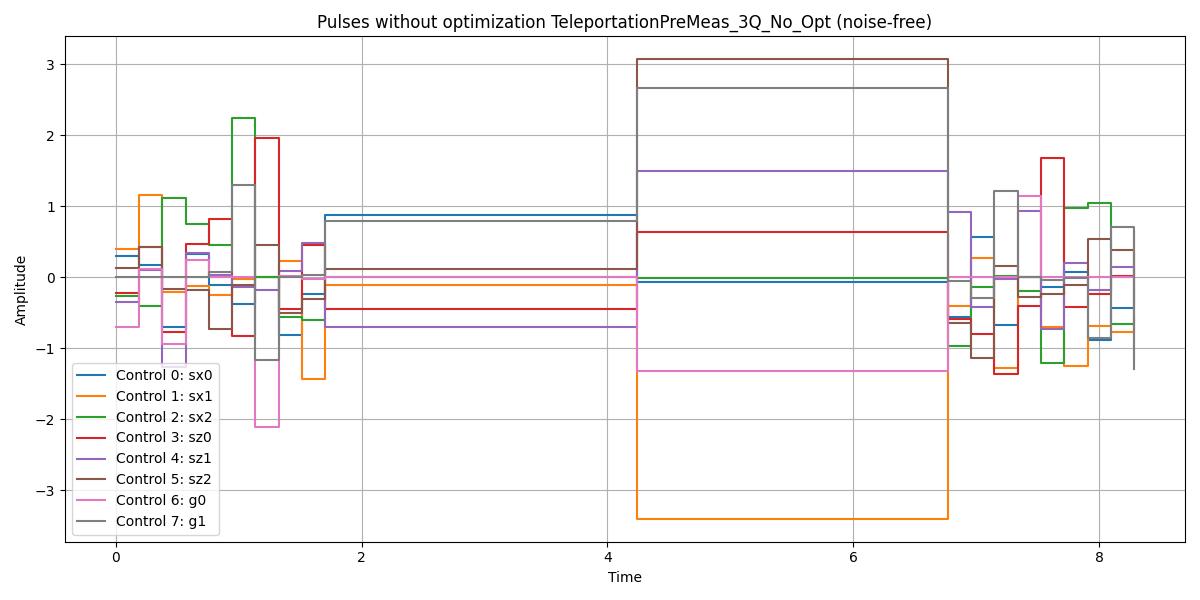 Pulses without optimization TeleportationPreMeas_3Q_No_Opt (noise-free)
3
2
1
0
−1
−2
−3
Amplitude
Control 0: sx0
Control 1: sx1
Control 2: sx2
Control 3: sz0
Control 4: sz1
Control 5: sz2
Control 6: g0
Control 7: g1
0 2 4 6 8
Time